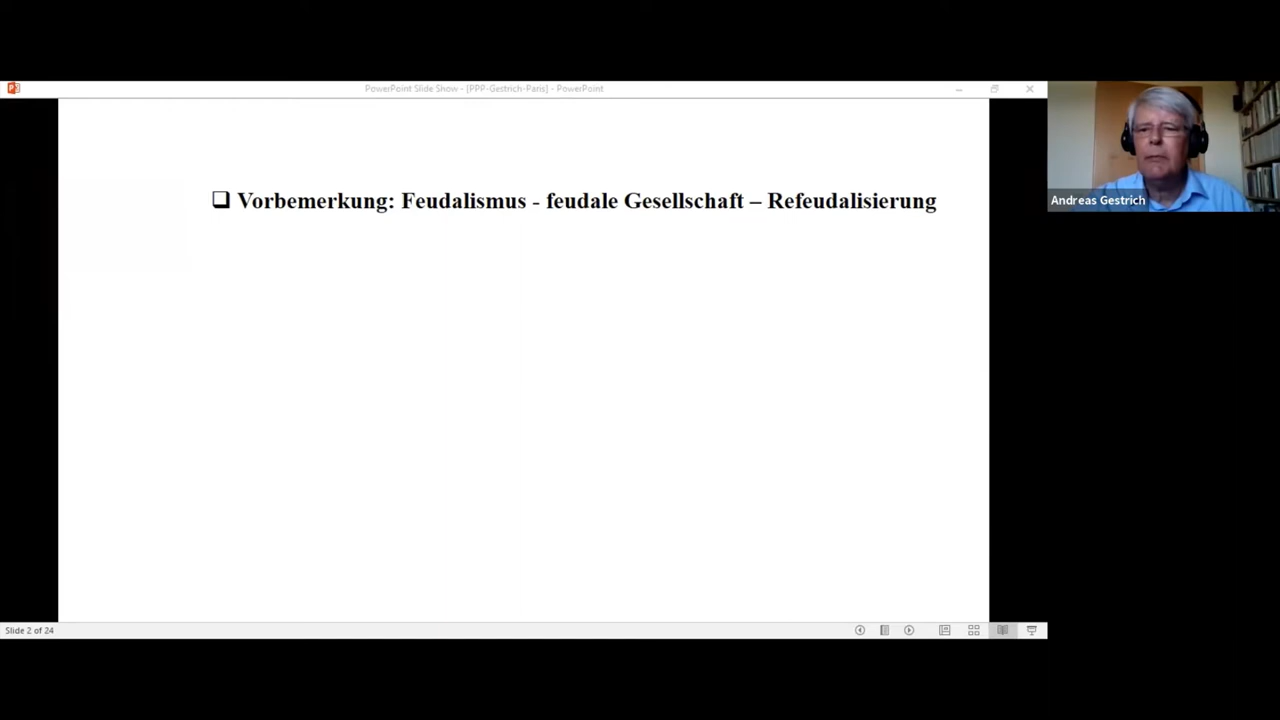 PowerPoint Slide Show - [PPP-Gestrich-Paris] - PowerPoint
Vorbemerkung: Feudalismus - feudale Gesellschaft – Refeudalisierung
Andreas Gestrich
Slide 2 of 24